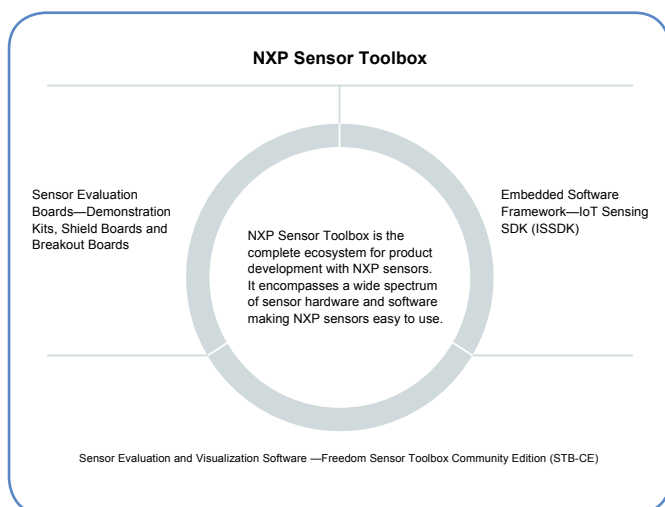 NXP Sensor Toolbox
Sensor Evaluation
Boards—Demonstration
Kits, Shield Boards and
Breakout Boards
NXP Sensor Toolbox is the
complete ecosystem for product
development with NXP sensors.
It encompasses a wide spectrum
of sensor hardware and software
making NXP sensors easy to use.
Embedded Software
Framework—IoT Sensing
SDK (ISSDK)
Sensor Evaluation and Visualization Software —Freedom Sensor Toolbox Community Edition (STB-CE)